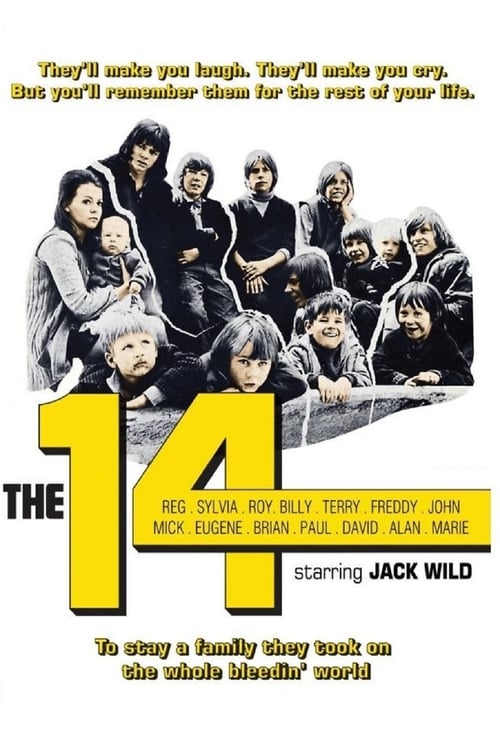 They'll make you laugh. They'll make you cry.
But you'll remember them for the rest of your life.
THE 14
REG . SYLVIA . ROY. BILLY . TERRY . FREDDY . JOHN
MICK . EUGENE . BRIAN . PAUL . DAVID . ALAN . MARIE
starring JACK WILD
To stay a family they took on
the whole bleedin' world